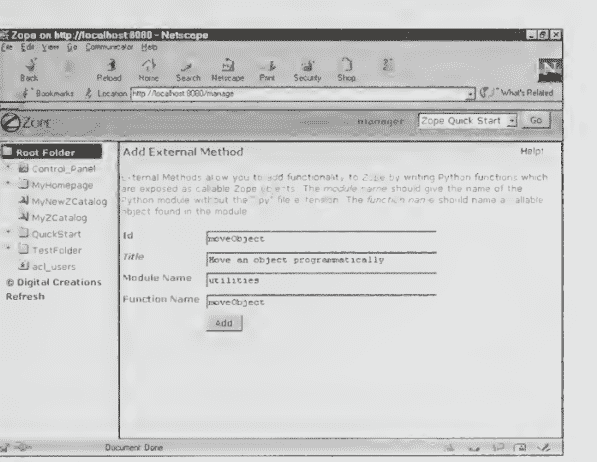 Zope on http://localhost:8080 - Netscape
File Edit View Go Communicator Help
Back Reload Home Search Netscape Print Security Shop
Bookmarks Location http://localhost:8080/manage What's Related
ZOPE manager Zope Quick Start Go
Root Folder
Control_Panel
MyHomepage
MyNewZCatalog
MyZCatalog
QuickStart
TestFolder
acl_users
© Digital Creations
Refresh
Add External Method Help!
External Methods allow you to add functionality to Zope by writing Python functions which
are exposed as callable Zope objects. The module name should give the name of the
Python module without the ".py" file extension. The function name should name a callable
object found in the module.
Id moveObject
Title Move an object programmatically
Module Name utilities
Function Name moveObject
Add
Document Done